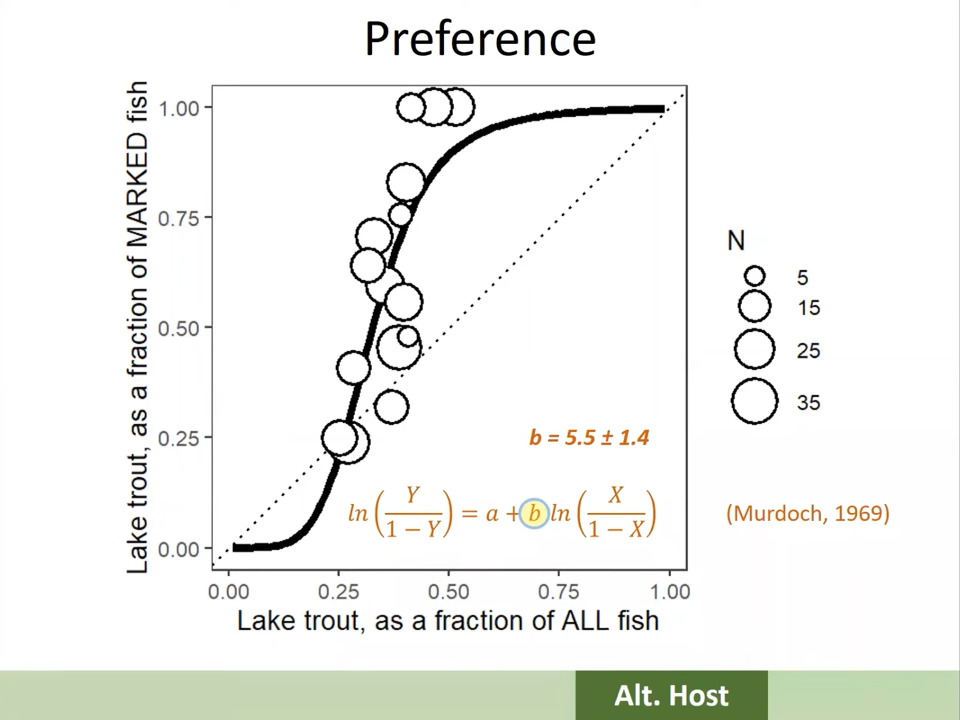 Preference
Lake trout, as a fraction of MARKED fish
1.00
0.75
0.50
0.25
0.00
0.00 0.25 0.50 0.75 1.00
Lake trout, as a fraction of ALL fish
N
5
15
25
35
b = 5.5 ± 1.4
ln(Y/(1 − Y)) = a + b ln(X/(1 − X))
(Murdoch, 1969)
Alt. Host